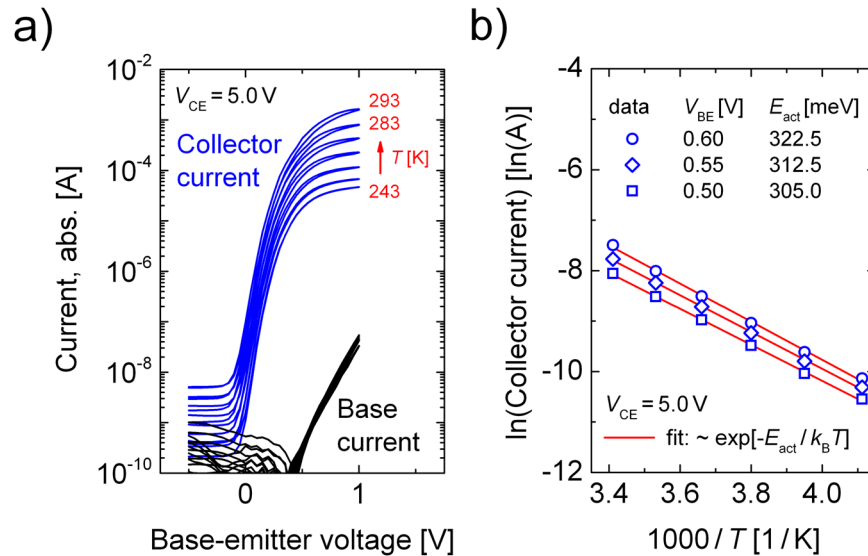 a)
10⁻²
10⁻⁴
10⁻⁶
10⁻⁸
10⁻¹⁰
Current, abs. [A]
V_CE = 5.0 V
Collector
current
293
283
T [K]
243
Base
current
0
1
Base-emitter voltage [V]
b)
-4
-6
-8
-10
-12
ln(Collector current) [ln(A)]
data V_BE [V] E_act [meV]
0.60 322.5
0.55 312.5
0.50 305.0
V_CE = 5.0 V
fit: ~ exp[-E_act / k_B T]
3.4 3.6 3.8 4.0
1000 / T [1 / K]